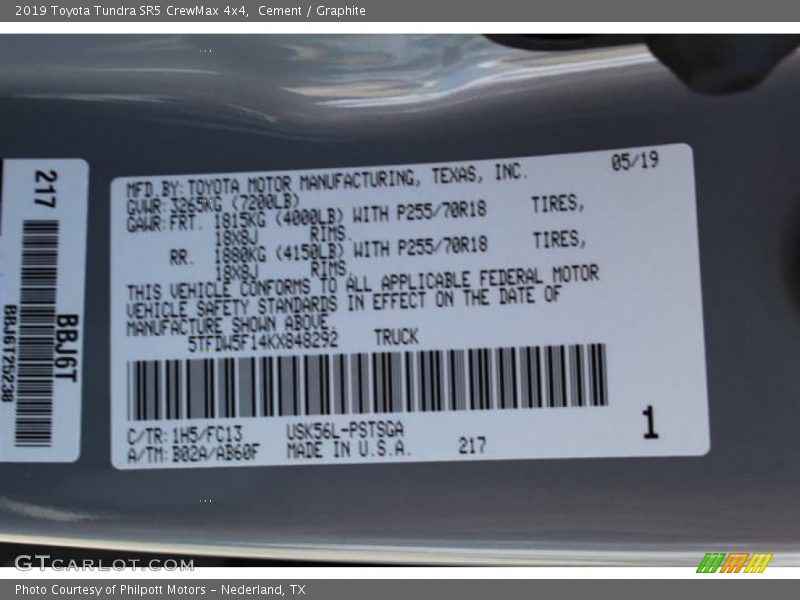 2019 Toyota Tundra SR5 CrewMax 4x4, Cement / Graphite
MFD.BY:TOYOTA MOTOR MANUFACTURING, TEXAS, INC. 05/19
GVWR:3265KG (7200LB)
GAWR:FRT. 1815KG (4000LB) WITH P255/70R18 TIRES,
18X8J RIMS,
RR. 1880KG (4150LB) WITH P255/70R18 TIRES,
18X8J RIMS,
THIS VEHICLE CONFORMS TO ALL APPLICABLE FEDERAL MOTOR
VEHICLE SAFETY STANDARDS IN EFFECT ON THE DATE OF
MANUFACTURE SHOWN ABOVE.
5TFDW5F14KX848292 TRUCK
C/TR:1H5/FC13 USK56L-PSTSGA
A/TM:B02A/AB60F MADE IN U.S.A. 217
1
217
BBJ6T
BBJ6T25238
GTCARLOT.COM
Photo Courtesy of Philpott Motors - Nederland, TX